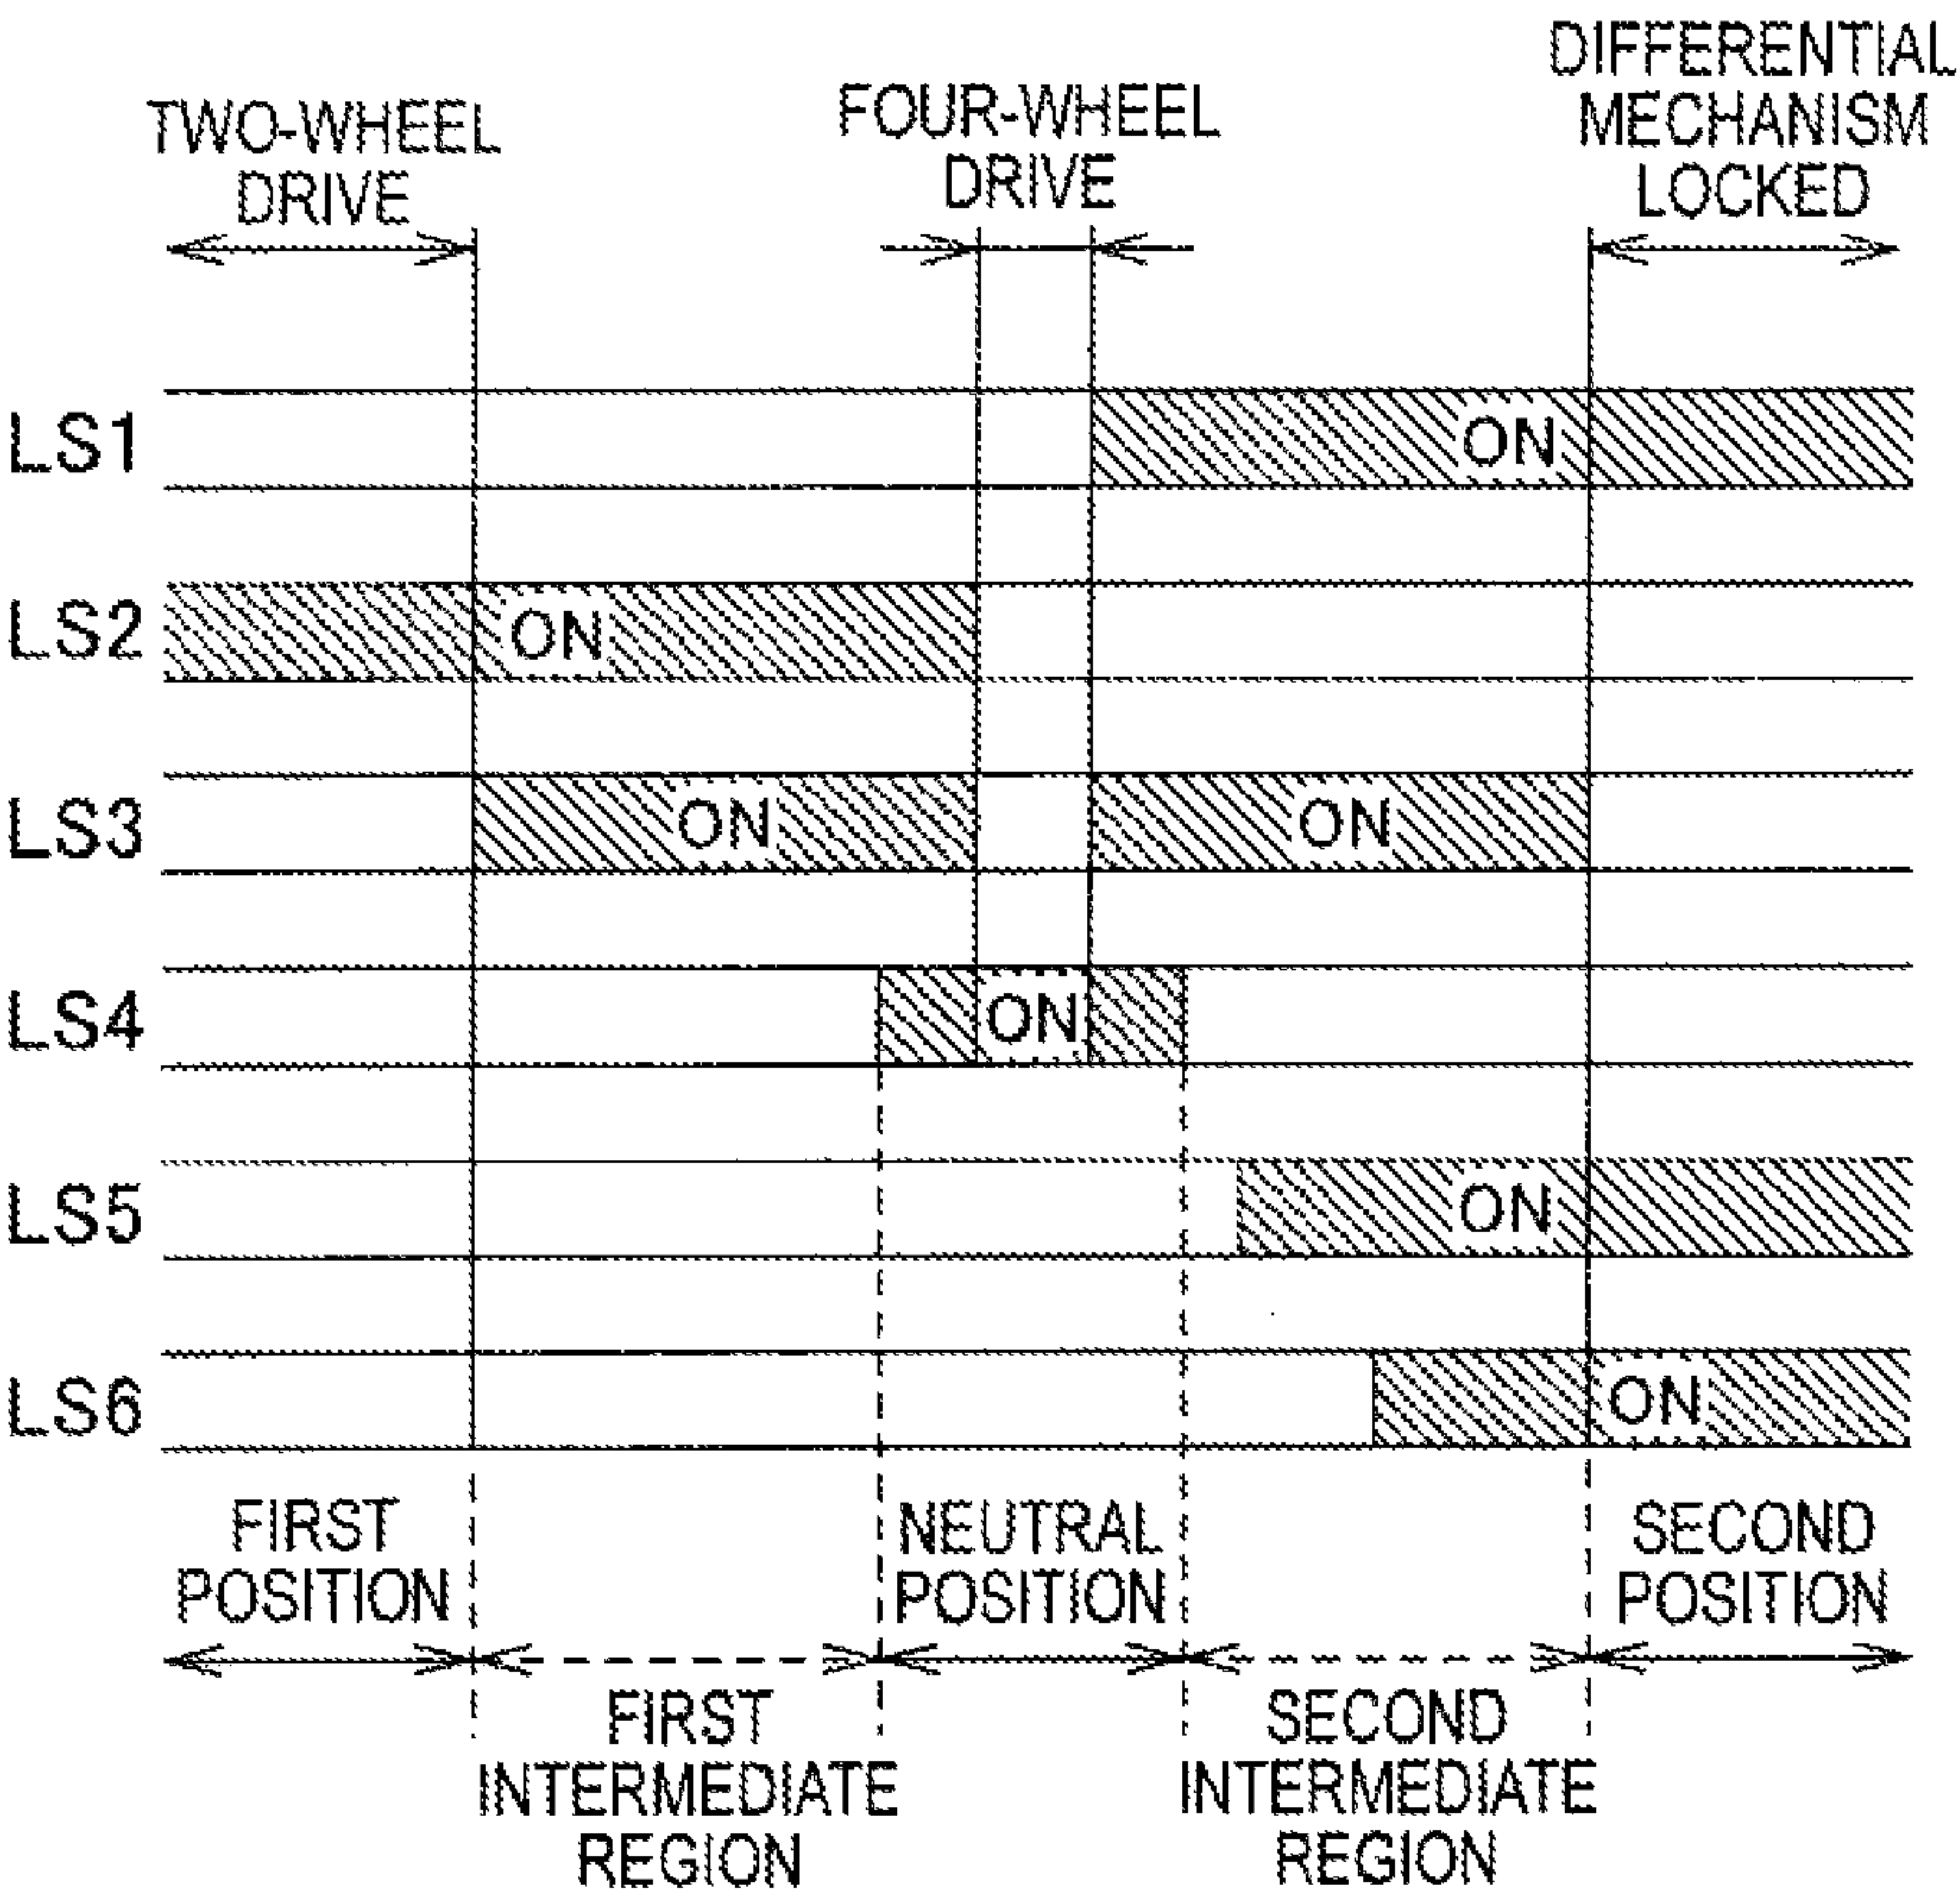 DIFFERENTIAL
MECHANISM
LOCKED
FOUR-WHEEL
DRIVE
TWO-WHEEL
DRIVE
LS1
ON
LS2
ON
LS3
ON
ON
LS4
ON
LS5
ON
LS6
ON
FIRST
POSITION
NEUTRAL
POSITION
SECOND
POSITION
FIRST
INTERMEDIATE
REGION
SECOND
INTERMEDIATE
REGION